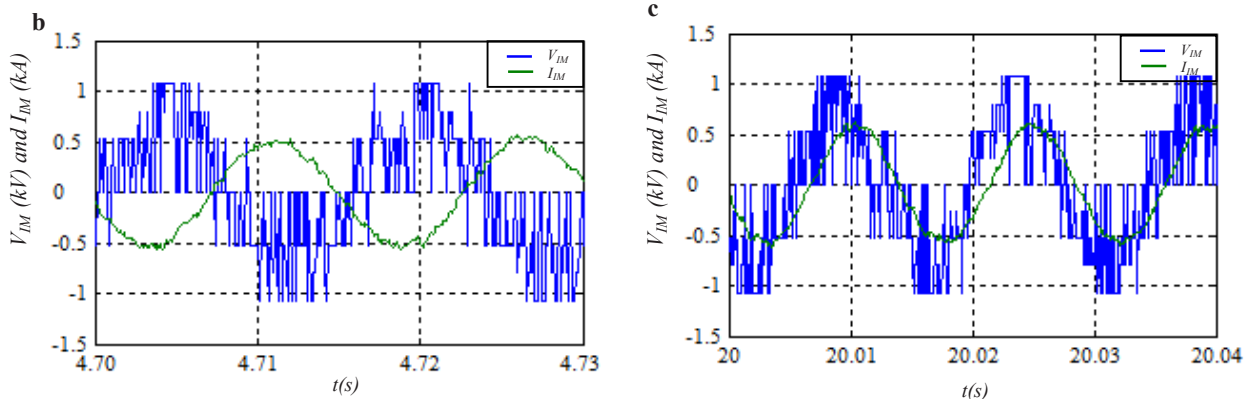 b
V_IM (kV) and I_IM (kA)
1.5
1
0.5
0
-0.5
-1
-1.5
V_IM
I_IM
4.70 4.71 4.72 4.73
t(s)
c
V_IM (kV) and I_IM (kA)
1.5
1
0.5
0
-0.5
-1
-1.5
V_IM
I_IM
20 20.01 20.02 20.03 20.04
t(s)